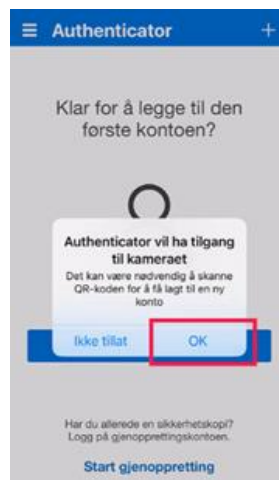 Authenticator
Klar for å legge til den
første kontoen?
Authenticator vil ha tilgang
til kameraet
Det kan være nødvendig å skanne
QR-koden for å få lagt til en ny
konto
Ikke tillat
OK
Har du allerede en sikkerhetskopi?
Logg på gjenopprettingskontoen.
Start gjenoppretting